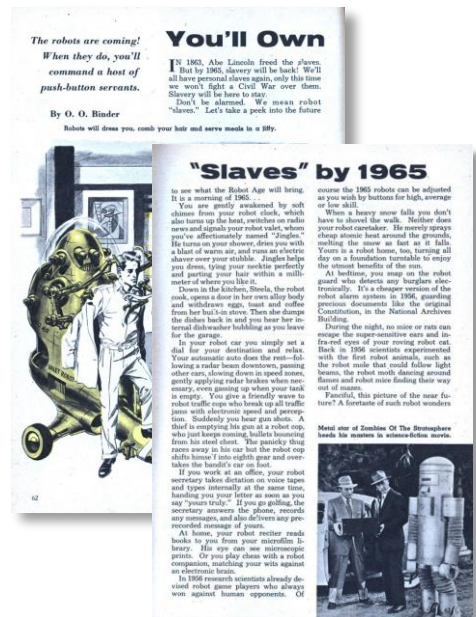 The robots are coming!
When they do, you'll
command a host of
push-button servants.
By O. O. Binder
You'll Own
IN 1863, Abe Lincoln freed the slaves.
But by 1965, slavery will be back! We'll
all have personal slaves again, only this time
we won't fight a Civil War over them.
Slavery will be here to stay.
Don't be alarmed. We mean robot
"slaves." Let's take a peek into the future
Robots will dress you, comb your hair and serve meals in a jiffy.
62
"Slaves" by 1965
to see what the Robot Age will bring.
It is a morning of 1965. . .
You are gently awakened by soft
chimes from your robot clock, which
also turns up the heat, switches on radio
news and signals your robot valet, whom
you've affectionately named "Jingles."
He turns on your shower, dries you with
a blast of warm air, and runs an electric
shaver over your stubble. Jingles helps
you dress, tying your necktie perfectly
and parting your hair within a milli-
meter of where you like it.
Down in the kitchen, Steela, the robot
cook, opens a door in her own alloy body
and withdraws eggs, toast and coffee
from her built-in stove. Then she dumps
the dishes back in and you hear her in-
ternal dishwasher bubbling as you leave
for the garage.
In your robot car you simply set a
dial for your destination and relax.
Your automatic auto does the rest—fol-
lowing a radar beam downtown, passing
other cars, slowing down in speed zones,
gently applying radar brakes when nec-
essary, even gassing up when your tank
is empty. You give a friendly wave to
robot traffic cops who break up all traffic
jams with electronic speed and percep-
tion. Suddenly you hear gun shots. A
thief is emptying his gun at a robot cop,
who just keeps coming, bullets bouncing
from his steel chest. The panicky thug
races away in his car but the robot cop
shifts himself into eighth gear and over-
takes the bandit's car on foot.
If you work at an office, your robot
secretary takes dictation on voice tapes
and types internally at the same time,
handing you your letter as soon as you
say "yours truly." If you go golfing, the
secretary answers the phone, records
any messages, and also delivers any pre-
recorded message of yours.
At home, your robot reciter reads
books to you from your microfilm li-
brary. His eye can see microscopic
prints. Or you play chess with a robot
companion, matching your wits against
an electronic brain.
In 1956 research scientists already de-
vised robot game players who always
won against human opponents. Of
course the 1965 robots can be adjusted
as you wish by buttons for high, average
or low skill.
When a heavy snow falls you don't
have to shovel the walk. Neither does
your robot caretaker. He merely sprays
cheap atomic heat around the grounds,
melting the snow as fast as it falls.
Yours is a robot home, too, turning all
day on a foundation turntable to enjoy
the utmost benefits of the sun.
At bedtime, you snap on the robot
guard who detects any burglars elec-
tronically. It's a cheaper version of the
robot alarm system in 1956, guarding
precious documents like the original
Constitution, in the National Archives
Building.
During the night, no mice or rats can
escape the super-sensitive ears and in-
fra-red eyes of your roving robot cat.
Back in 1956 scientists experimented
with the first robot animals, such as
the robot mole that could follow light
beams, the robot moth dancing around
flames and robot mice finding their way
out of mazes.
Fanciful, this picture of the near fu-
ture? A foretaste of such robot wonders
Metal star of Zombies Of The Stratosphere
heeds his masters in science-fiction movie.